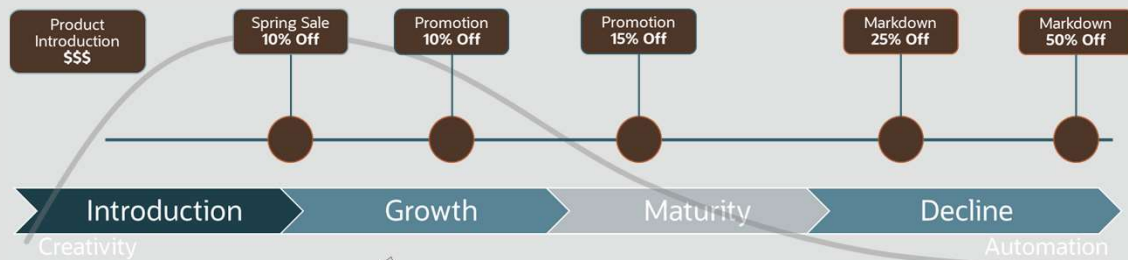 Product
Introduction
$$$
Spring Sale
10% Off
Promotion
10% Off
Promotion
15% Off
Markdown
25% Off
Markdown
50% Off
Introduction
Growth
Maturity
Decline
Creativity
Automation